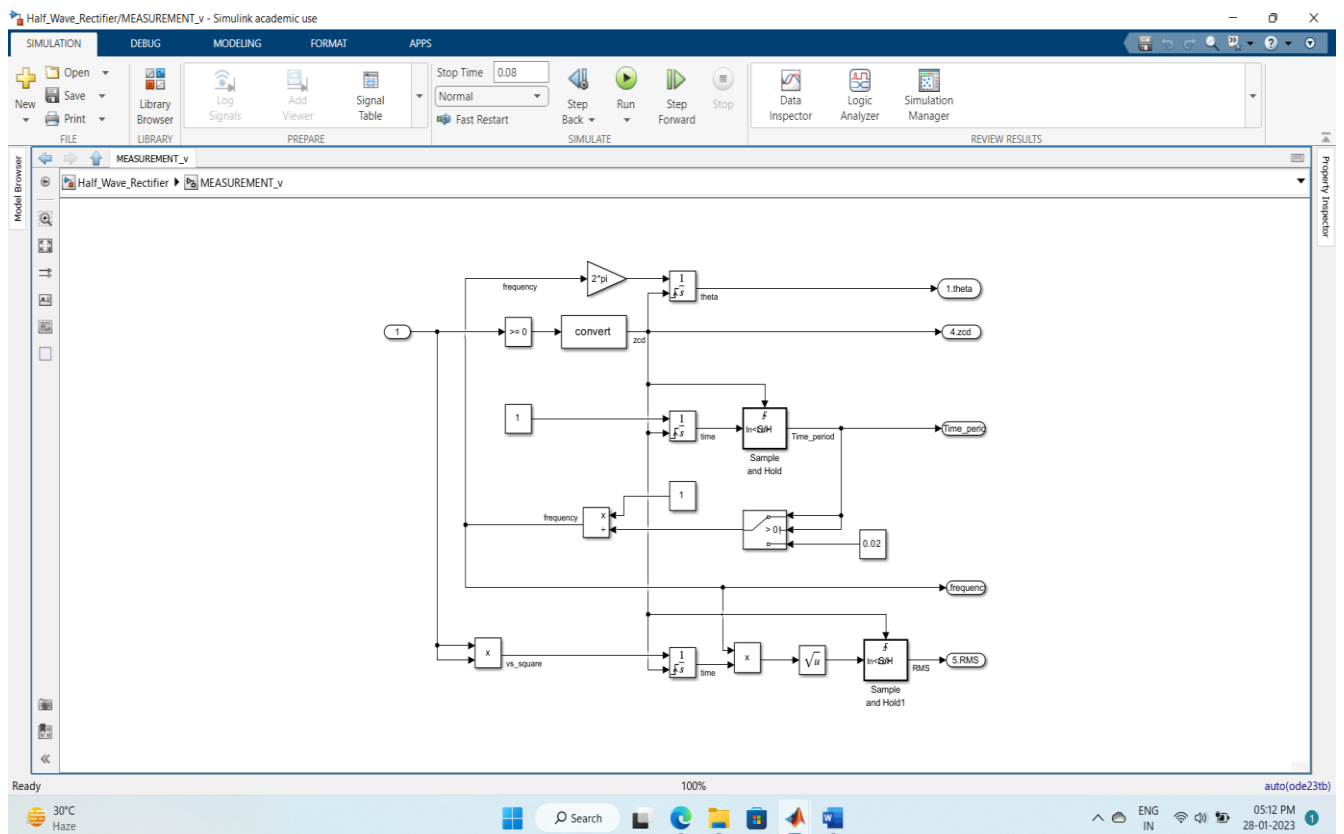 Half_Wave_Rectifier/MEASUREMENT_v - Simulink academic use
SIMULATION DEBUG MODELING FORMAT APPS
New
Open
Save
Print
FILE
Library Browser
LIBRARY
Log Signals
Add Viewer
Signal Table
PREPARE
Stop Time 0.08
Normal
Fast Restart
Step Back
Run
Step Forward
Stop
SIMULATE
Data Inspector
Logic Analyzer
Simulation Manager
REVIEW RESULTS
Model Browser
MEASUREMENT_v
Half_Wave_Rectifier MEASUREMENT_v
Property Inspector
frequency
2*pi
1
s
theta
1.theta
1
>= 0
convert
zcd
4.zcd
1
1
s
time
In S/H
Sample
and Hold
Time_period
Time_peric
1
frequency
x
÷
> 0
0.02
frequenc
x
vs_square
1
s
time
x
√u
In S/H
Sample
and Hold1
RMS
5.RMS
Ready 100% auto(ode23tb)
30°C
Haze
Search
ENG
IN
05:12 PM
28-01-2023
1